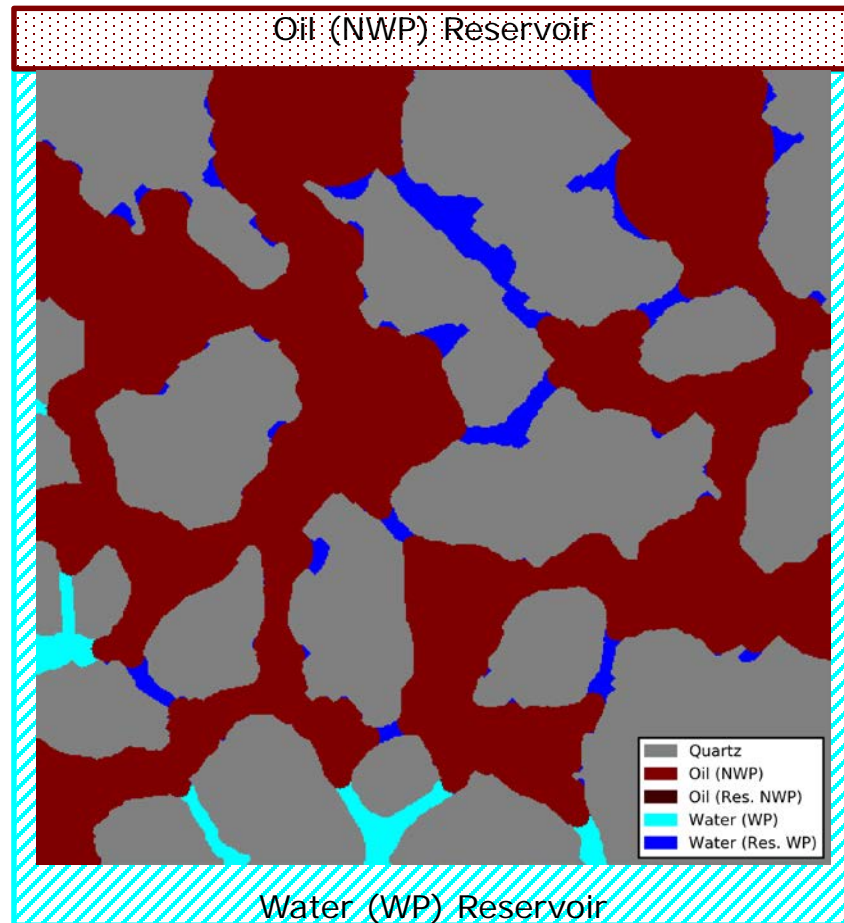 Oil (NWP) Reservoir
Quartz
Oil (NWP)
Oil (Res. NWP)
Water (WP)
Water (Res. WP)
Water (WP) Reservoir